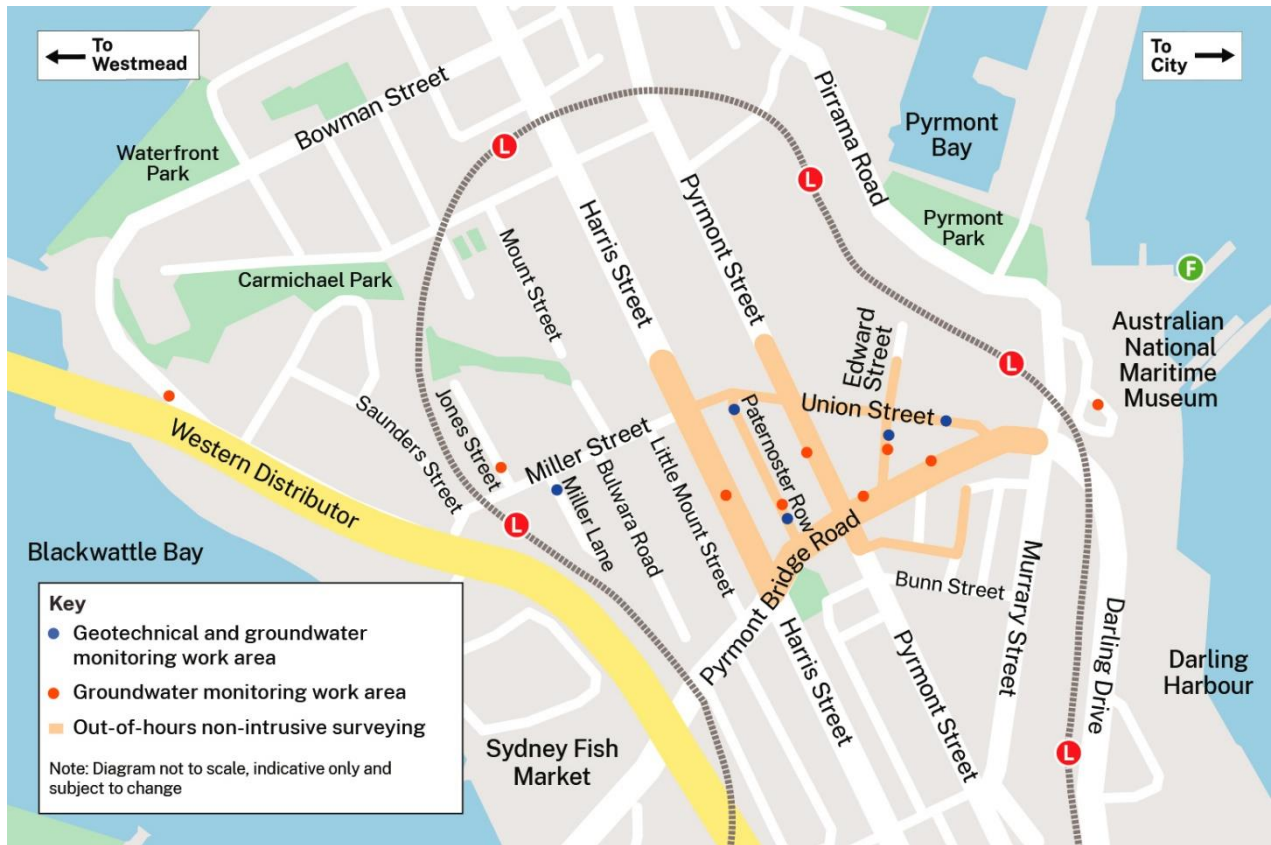 To
Westmead
To
City
Bowman Street
Waterfront
Park
Carmichael Park
Mount Street
Harris Street
Pyrmont Street
Pirrama Road
Pyrmont
Bay
Pyrmont
Park
L
L
L
F
Australian
National
Maritime
Museum
Edward
Street
Union Street
Paternoster Row
Saunders Street
Jones Street
Miller Street
Miller Lane
Bulwara Road
Little Mount Street
L
Western Distributor
Pyrmont Bridge Road
Bunn Street
Murrary Street
Darling Drive
Harris Street
Pyrmont Street
Darling
Harbour
L
Blackwattle Bay
Sydney Fish
Market
Key
Geotechnical and groundwater
monitoring work area
Groundwater monitoring work area
Out-of-hours non-intrusive surveying
Note: Diagram not to scale, indicative only and
subject to change